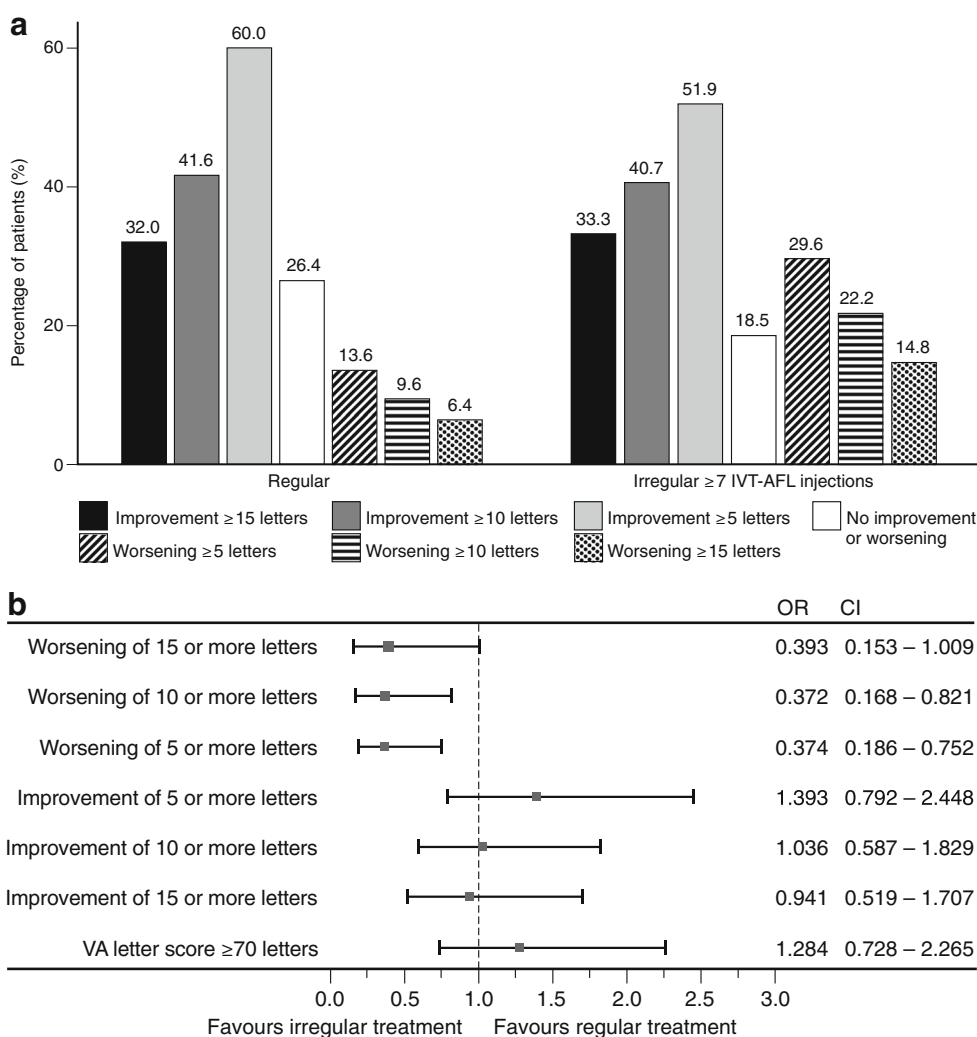 a
Percentage of patients (%)
60
40
20
0
32.0
41.6
60.0
26.4
13.6
9.6
6.4
33.3
40.7
51.9
18.5
29.6
22.2
14.8
Regular
Irregular ≥7 IVT-AFL injections
Improvement ≥15 letters
Improvement ≥10 letters
Improvement ≥5 letters
No improvement
or worsening
Worsening ≥5 letters
Worsening ≥10 letters
Worsening ≥15 letters
b
OR CI
Worsening of 15 or more letters 0.393 0.153 – 1.009
Worsening of 10 or more letters 0.372 0.168 – 0.821
Worsening of 5 or more letters 0.374 0.186 – 0.752
Improvement of 5 or more letters 1.393 0.792 – 2.448
Improvement of 10 or more letters 1.036 0.587 – 1.829
Improvement of 15 or more letters 0.941 0.519 – 1.707
VA letter score ≥70 letters 1.284 0.728 – 2.265
0.0 0.5 1.0 1.5 2.0 2.5 3.0
Favours irregular treatment Favours regular treatment